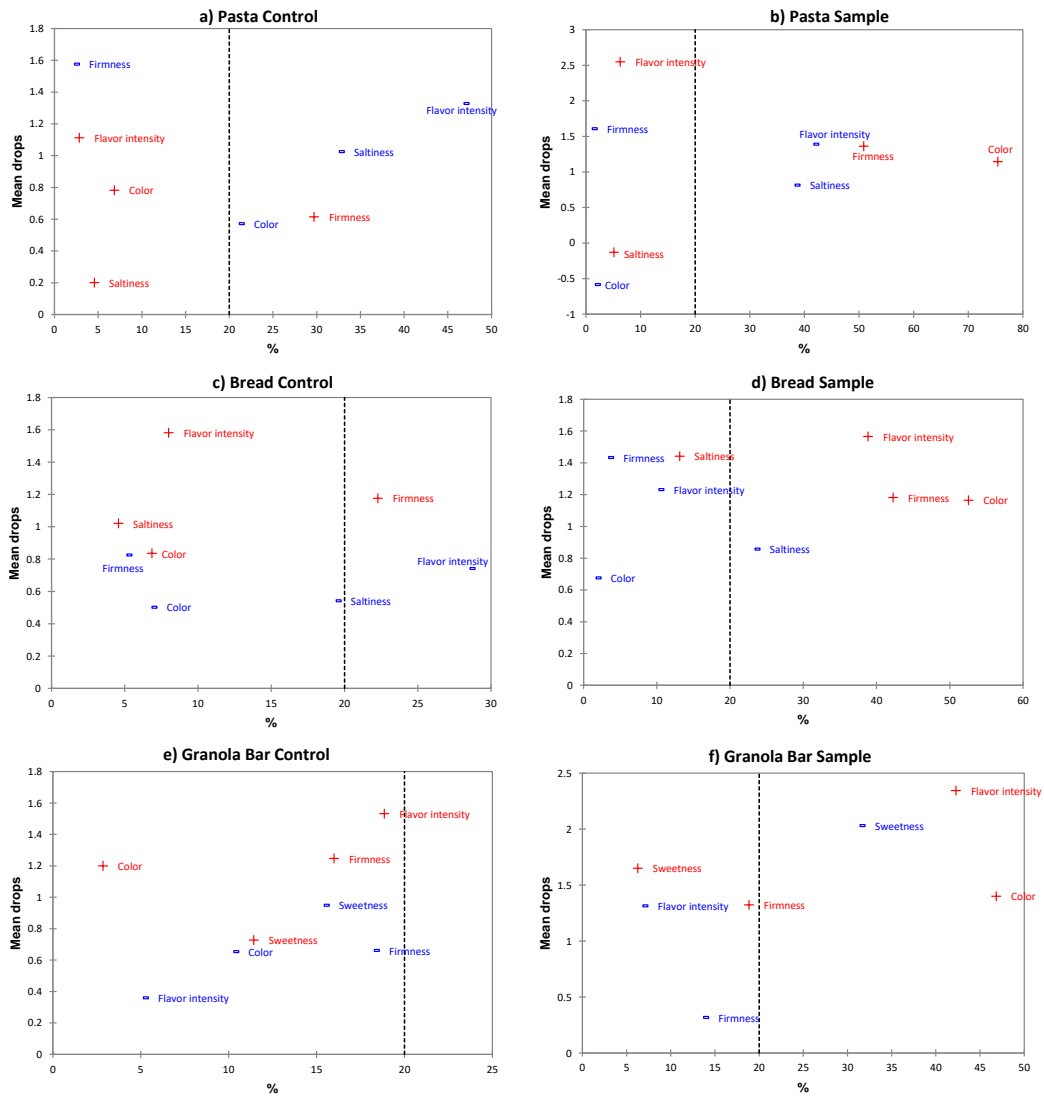 a) Pasta Control
Mean drops
1.8
1.6
1.4
1.2
1
0.8
0.6
0.4
0.2
0
Firmness
Flavor intensity
Flavor intensity
Saltiness
Color
Firmness
Color
Saltiness
0 5 10 15 20 25 30 35 40 45 50
%
b) Pasta Sample
Mean drops
3
2.5
2
1.5
1
0.5
0
-0.5
-1
Flavor intensity
Firmness
Flavor intensity
Firmness
Color
Saltiness
Saltiness
Color
0 10 20 30 40 50 60 70 80
%
c) Bread Control
Mean drops
1.8
1.6
1.4
1.2
1
0.8
0.6
0.4
0.2
0
Flavor intensity
Firmness
Saltiness
Color
Firmness
Flavor intensity
Color
Saltiness
0 5 10 15 20 25 30
%
d) Bread Sample
Mean drops
1.8
1.6
1.4
1.2
1
0.8
0.6
0.4
0.2
0
Flavor intensity
Firmness
Saltiness
Flavor intensity
Firmness
Color
Saltiness
Color
0 10 20 30 40 50 60
%
e) Granola Bar Control
Mean drops
1.8
1.6
1.4
1.2
1
0.8
0.6
0.4
0.2
0
Flavor intensity
Firmness
Color
Sweetness
Sweetness
Color
Firmness
Flavor intensity
0 5 10 15 20 25
%
f) Granola Bar Sample
Mean drops
2.5
2
1.5
1
0.5
0
Flavor intensity
Sweetness
Sweetness
Flavor intensity
Firmness
Color
Firmness
0 5 10 15 20 25 30 35 40 45 50
%